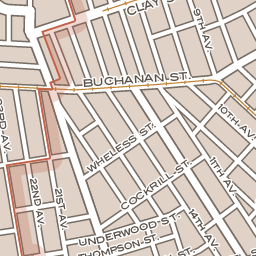 CLAY S
9TH AV.
BUCHANAN ST.
10TH AV.
23RD AV.
WHELESS ST.
11TH AV.
COCKRILL ST.
22ND AV.
21ST AV.
14TH AV.
UNDERWOOD ST.
THOMPSON ST.